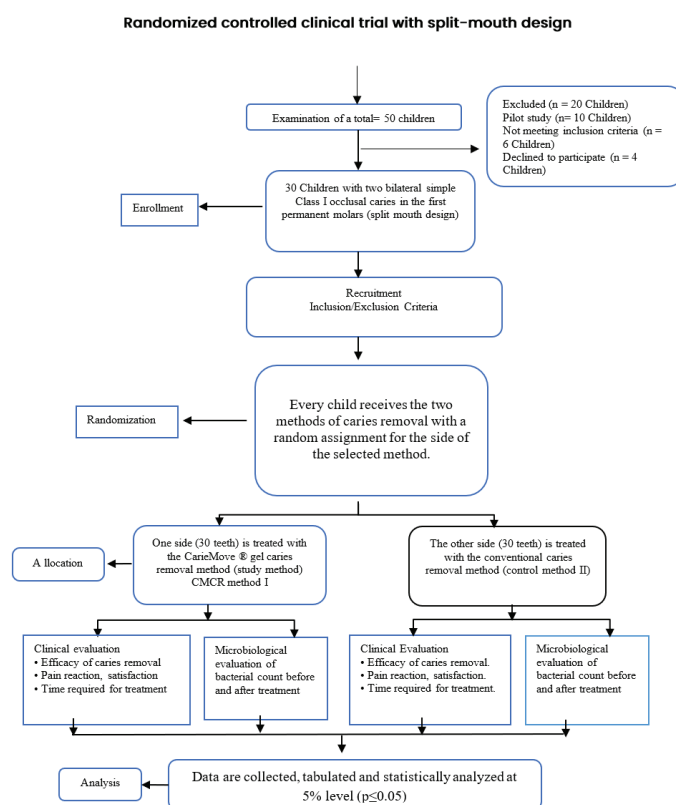 Randomized controlled clinical trial with split-mouth design
Examination of a total= 50 children
Excluded (n = 20 Children)
Pilot study (n= 10 Children)
Not meeting inclusion criteria (n =
6 Children)
Declined to participate (n = 4
Children)
30 Children with two bilateral simple
Class I occlusal caries in the first
permanent molars (split mouth design)
Enrollment
Recruitment
Inclusion/Exclusion Criteria
Every child receives the two
methods of caries removal with a
random assignment for the side of
the selected method.
Randomization
One side (30 teeth) is treated with
the CarieMove ® gel caries
removal method (study method)
CMCR method I
The other side (30 teeth) is treated
with the conventional caries
removal method (control method II)
A llocation
Clinical evaluation
• Efficacy of caries removal
• Pain reaction, satisfaction
• Time required for treatment
Microbiological
evaluation of
bacterial count before
and after treatment
Clinical Evaluation
• Efficacy of caries removal.
• Pain reaction, satisfaction.
• Time required for treatment.
Microbiological
evaluation of
bacterial count before
and after treatment
Analysis
Data are collected, tabulated and statistically analyzed at
5% level (p≤0.05)